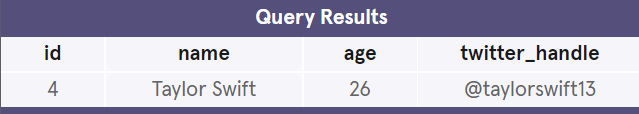 Query Results
id name age twitter_handle
4 Taylor Swift 26 @taylorswift13